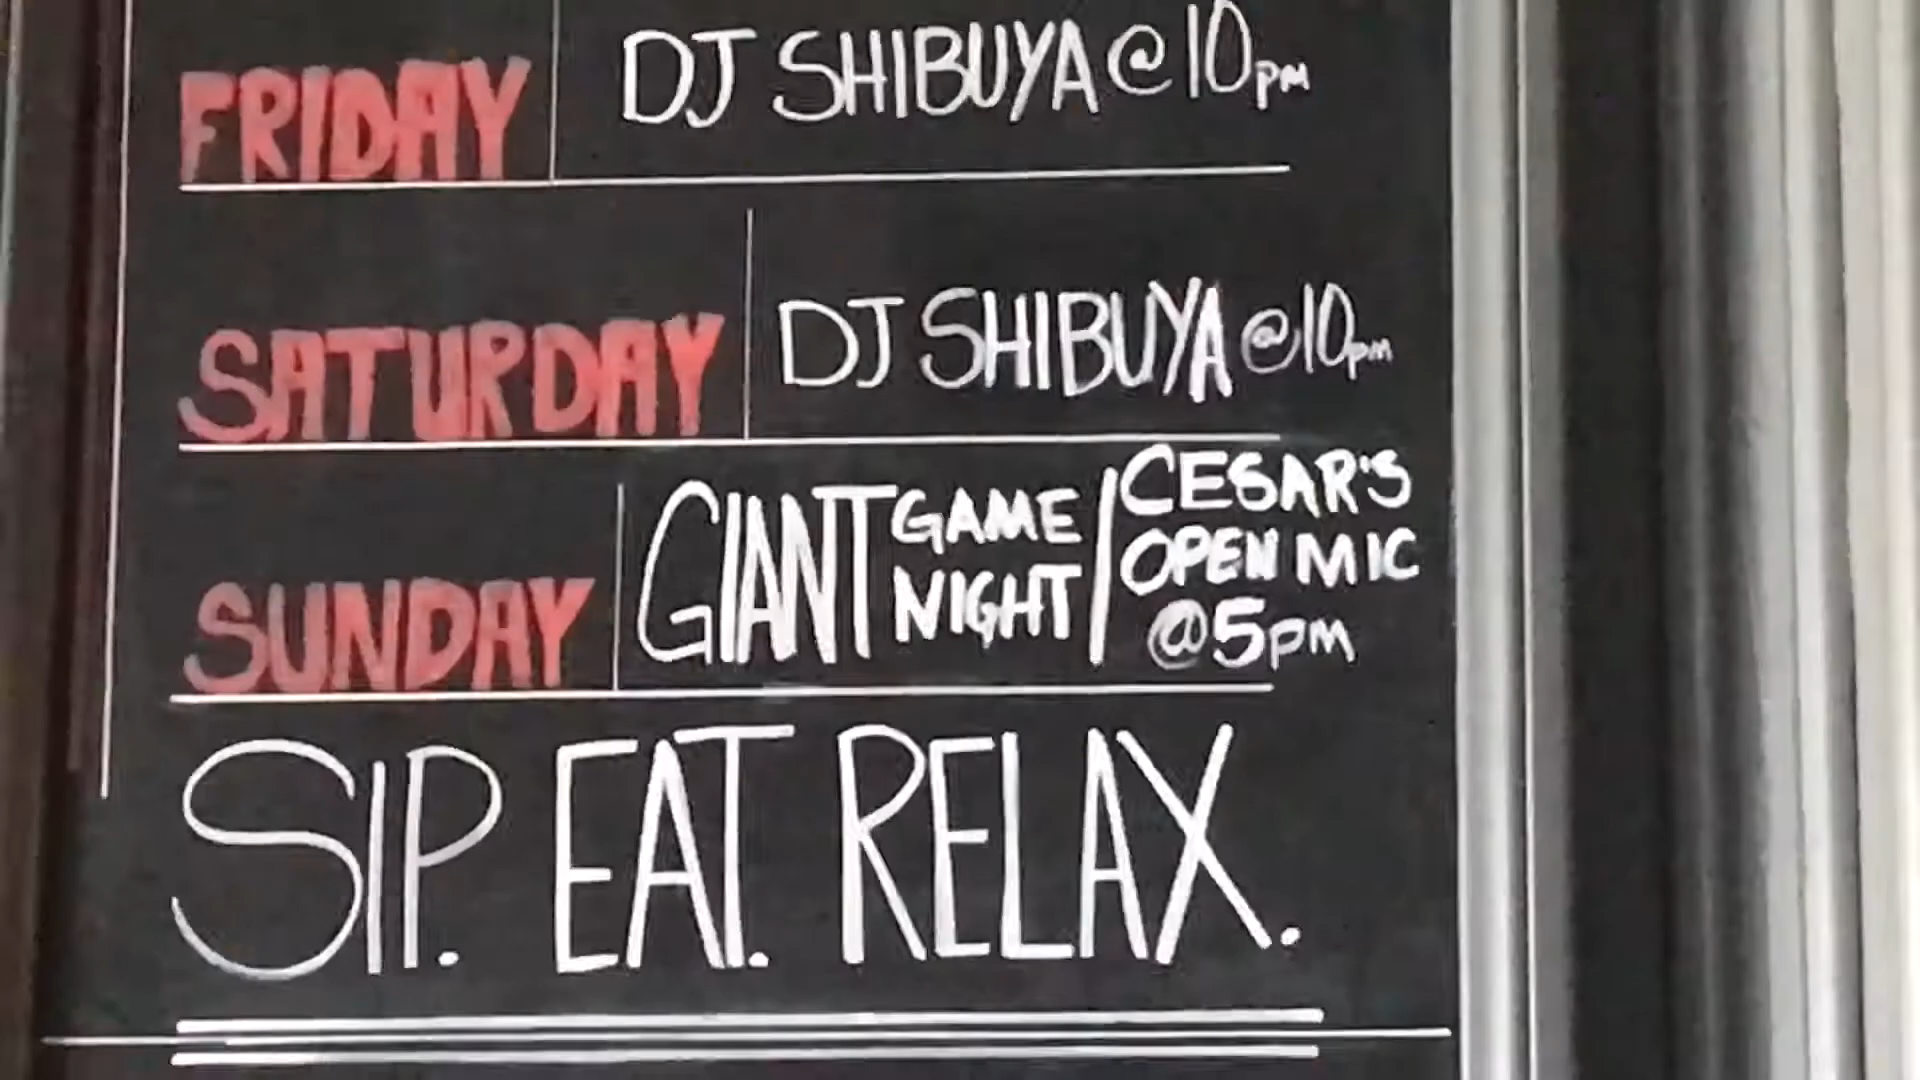 FRIDAY DJ SHIBUYA @ 10pm
SATURDAY DJ SHIBUYA @ 10pm
SUNDAY GIANT GAME NIGHT / CESAR'S OPEN MIC @ 5pm
SIP. EAT. RELAX.